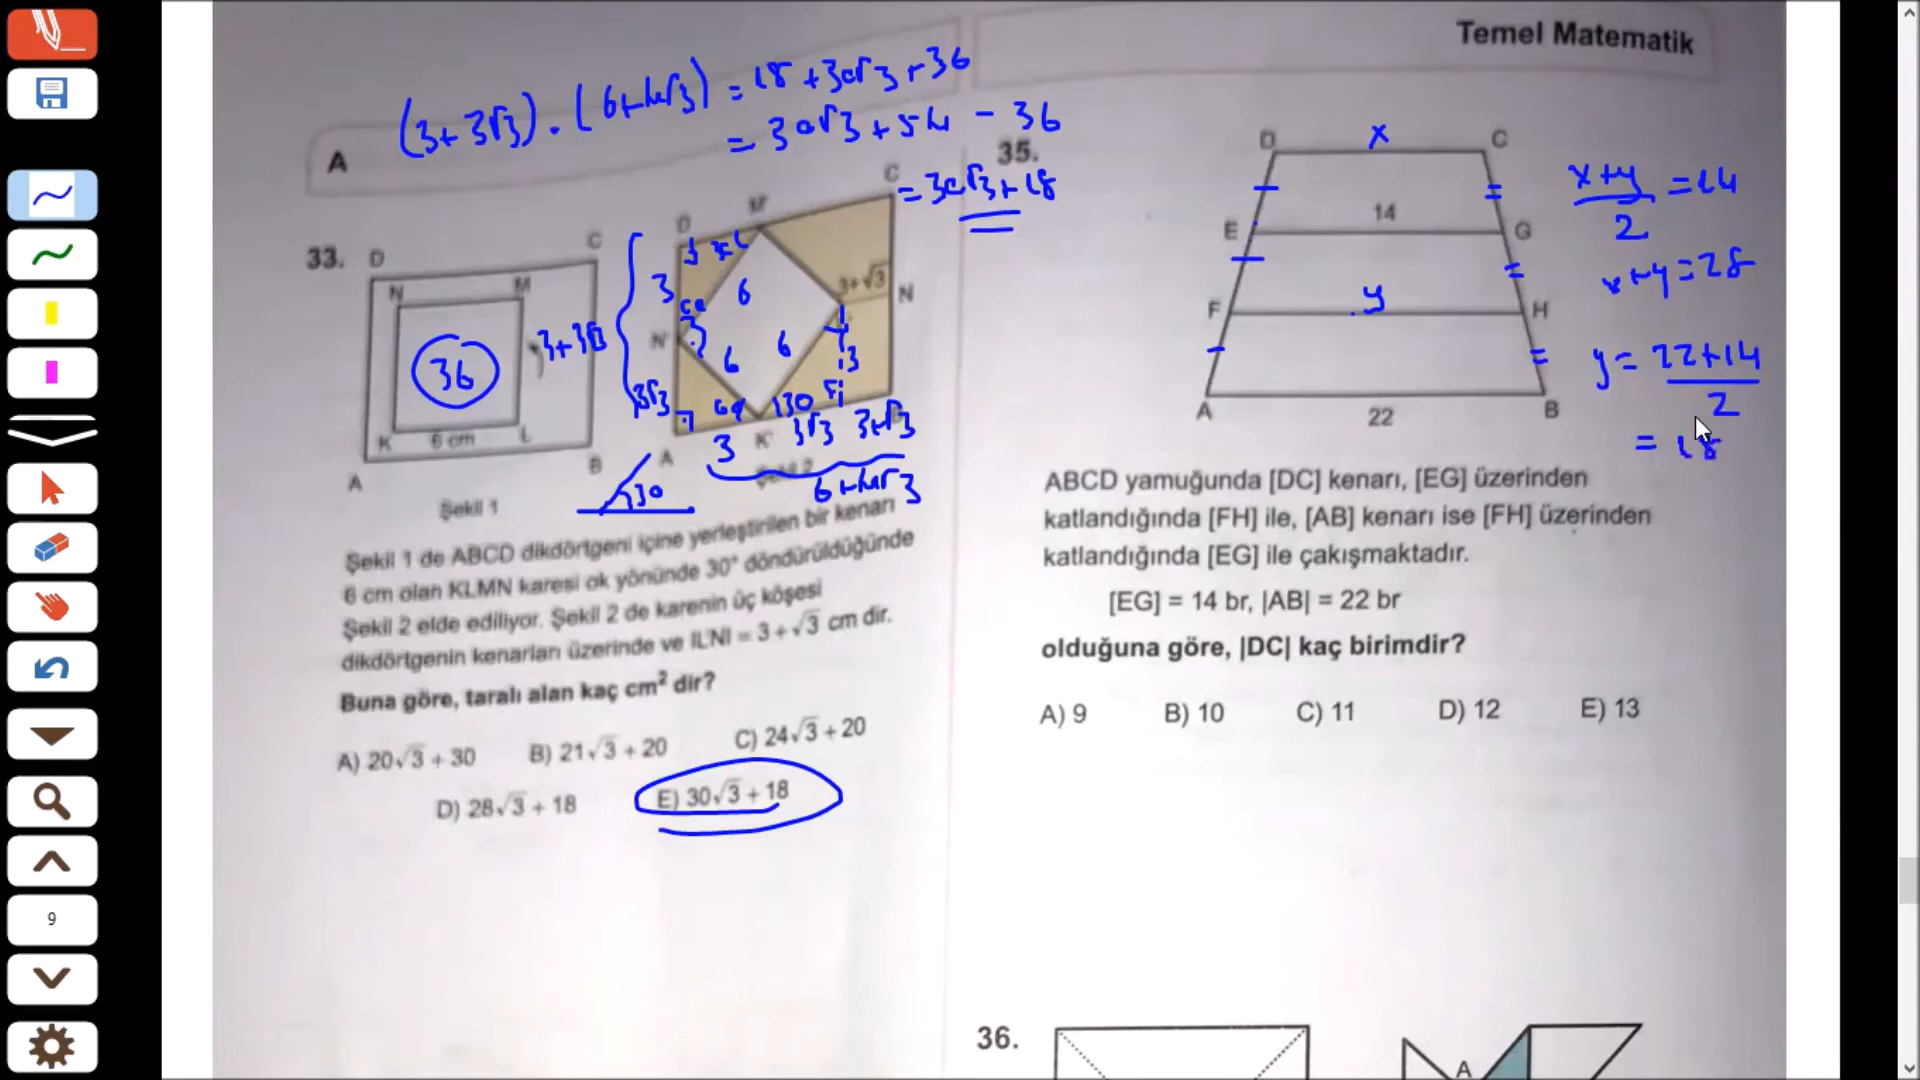 Temel Matematik
A
(3+3√3).(6+4√3) = 18+30√3+36
= 30√3+54-36
= 30√3+18
33.
D
C
N
M
36
3+3√3
K
6 cm
L
A
B
Şekil 1
D
M'
C
3
6
3+√3
N
N'
6
6
3√3
A
3
K'
3√3
3+√3
6+4√3
30
Şekil 1 de ABCD dikdörtgeni içine yerleştirilen bir kenarı
6 cm olan KLMN karesi ok yönünde 30° döndürüldüğünde
Şekil 2 elde ediliyor. Şekil 2 de karenin üç köşesi
dikdörtgenin kenarları üzerinde ve IL'NI = 3 + √3 cm dir.
Buna göre, taralı alan kaç cm² dir?
A) 20√3 + 30 B) 21√3 + 20 C) 24√3 + 20
D) 28√3 + 18 E) 30√3 + 18
35.
D
x
C
E
14
G
F
y
H
A
22
B
x+y/2 = 14
x+y=28
y= 22+14/2
= 18
ABCD yamuğunda [DC] kenarı, [EG] üzerinden
katlandığında [FH] ile, [AB] kenarı ise [FH] üzerinden
katlandığında [EG] ile çakışmaktadır.
[EG] = 14 br, |AB| = 22 br
olduğuna göre, |DC| kaç birimdir?
A) 9 B) 10 C) 11 D) 12 E) 13
36.
A
9